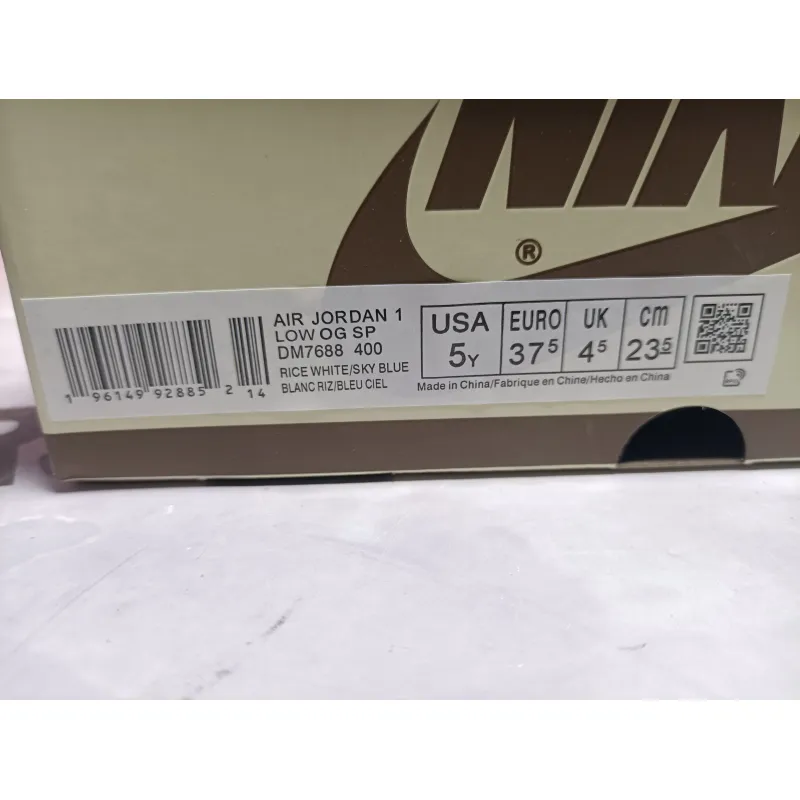 NIK
®
AIR JORDAN 1
LOW OG SP
DM7688 400
RICE WHITE/SKY BLUE
BLANC RIZ/BLEU CIEL
1 96149 92885 2 14
USA EURO UK cm
5Y 37 5 4 5 23 5
Made in China/Fabrique en Chine/Hecho en China